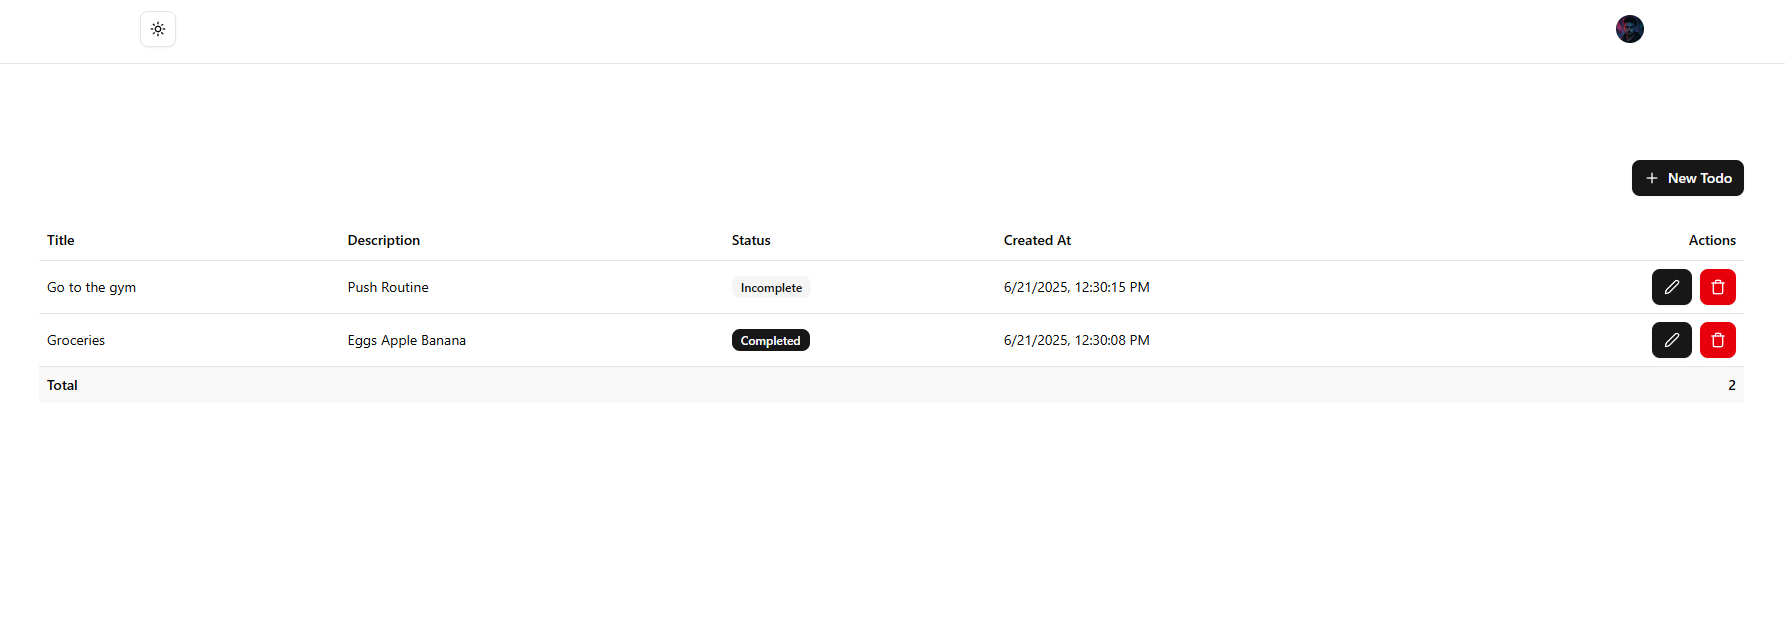 New Todo
Title Description Status Created At Actions
Go to the gym Push Routine Incomplete 6/21/2025, 12:30:15 PM
Groceries Eggs Apple Banana Completed 6/21/2025, 12:30:08 PM
Total 2